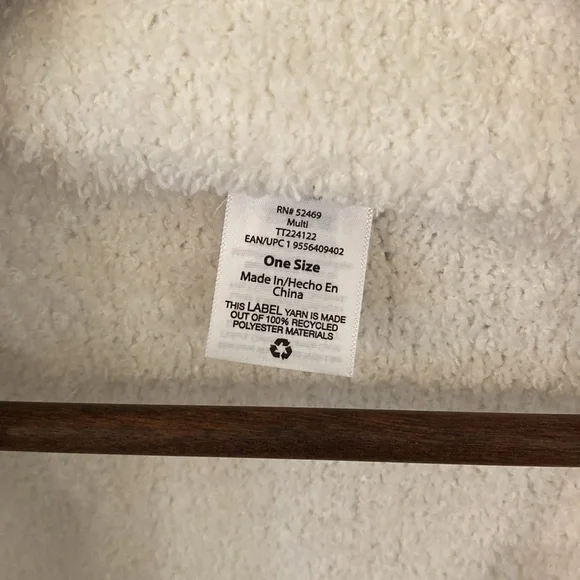 RN# 52469
Multi
TT224122
EAN/UPC 1 9556409402
One Size
Made In/Hecho En
China
THIS LABEL YARN IS MADE
OUT OF 100% RECYCLED
POLYESTER MATERIALS